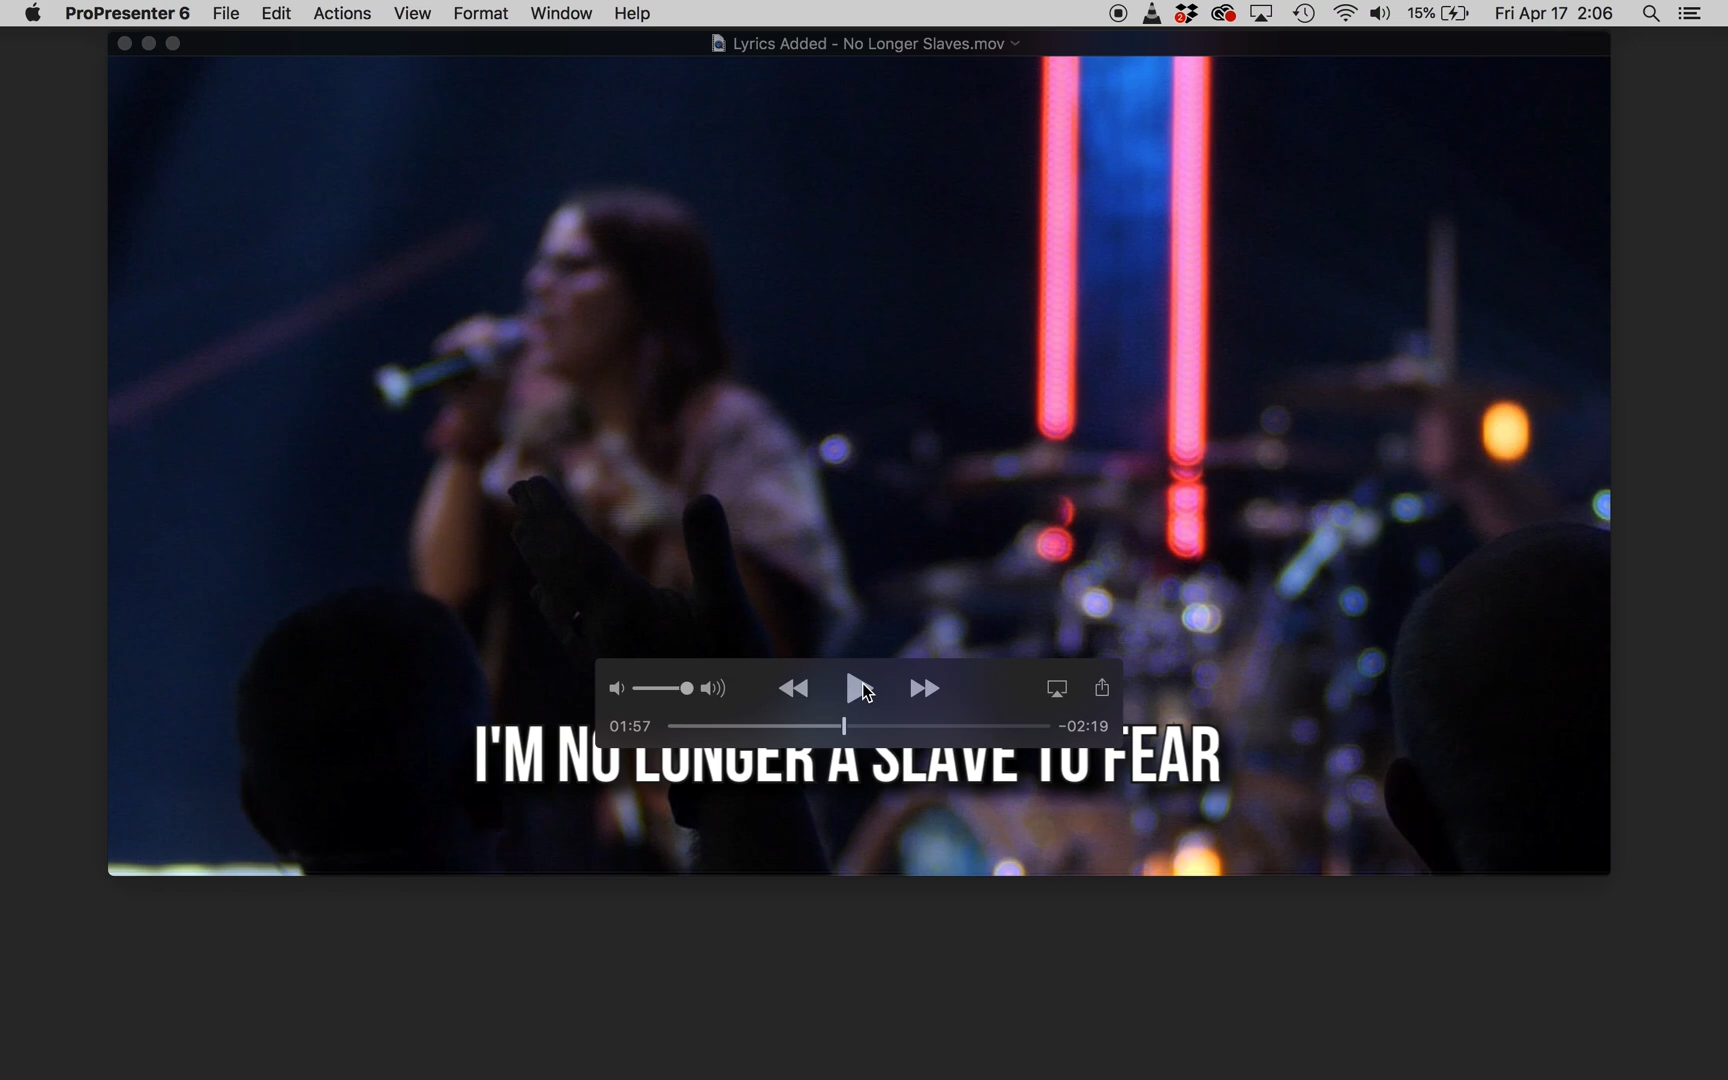 ProPresenter 6 File Edit Actions View Format Window Help 2 15% Fri Apr 17 2:06
Lyrics Added - No Longer Slaves.mov
01:57 -02:19
I'M NO LONGER A SLAVE TO FEAR